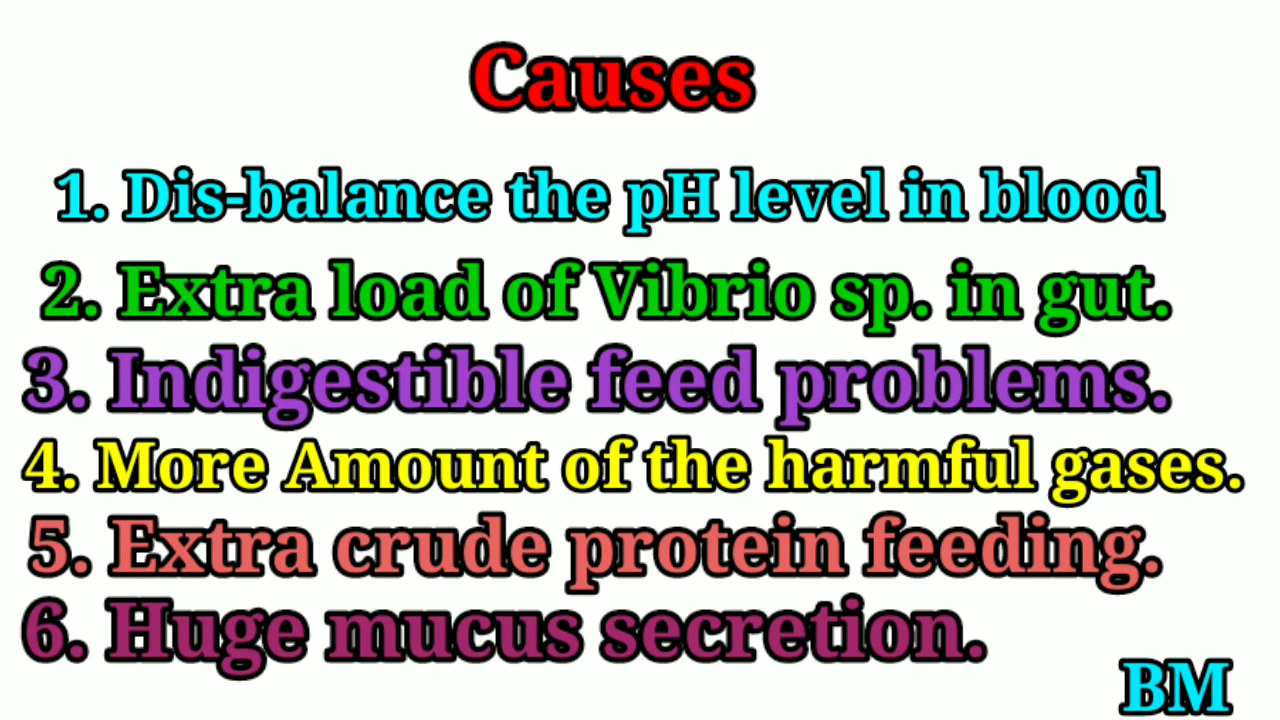 Causes
1. Dis-balance the pH level in blood
2. Extra load of Vibrio sp. in gut.
3. Indigestible feed problems.
4. More Amount of the harmful gases.
5. Extra crude protein feeding.
6. Huge mucus secretion.
BM